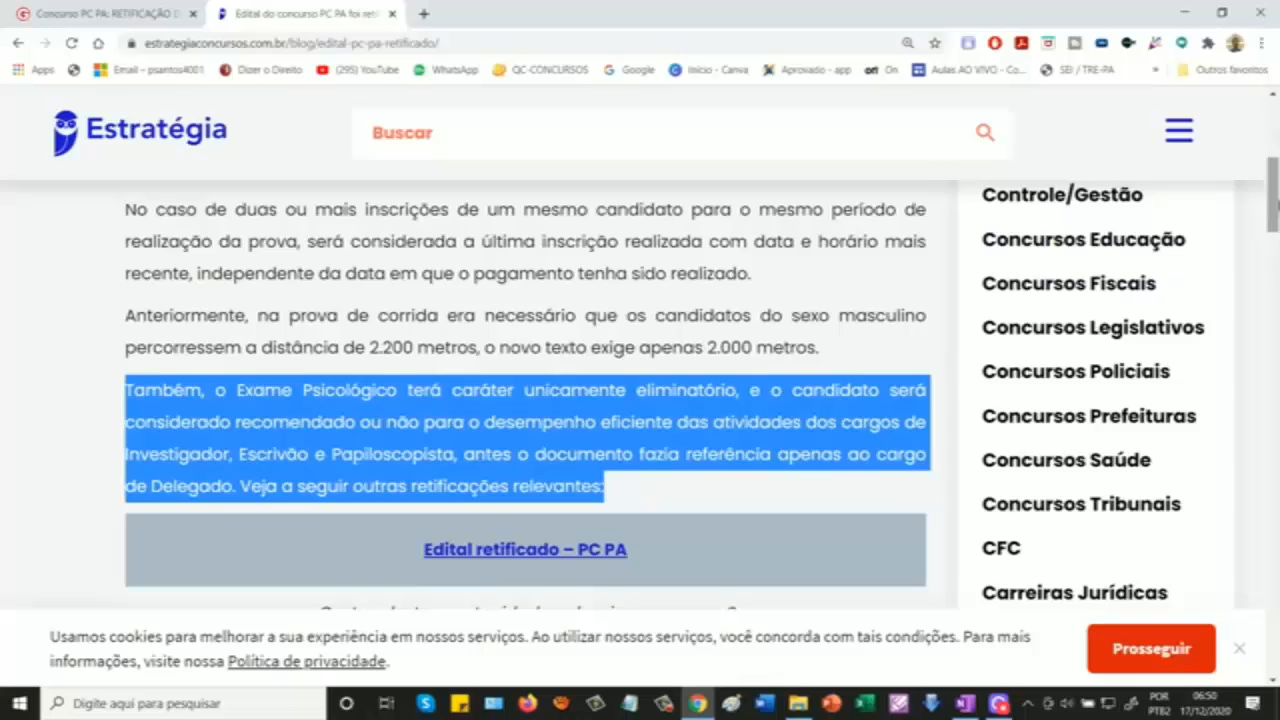 Concurso PC PA: RETIFICAÇÃO
Edital do concurso PC PA foi reti
estrategiaconcursos.com.br/blog/edital-pc-pa-retificado/
Apps
Email – psantos4001
Dizer o Direito
(295) YouTube
WhatsApp
QC-CONCURSOS
Google
Início - Canva
Aprovado - app
On
Aulas AO VIVO - Co...
SEI / TRE-PA
»
Outros favoritos
Estratégia
Buscar
No caso de duas ou mais inscrições de um mesmo candidato para o mesmo período de
realização da prova, será considerada a última inscrição realizada com data e horário mais
recente, independente da data em que o pagamento tenha sido realizado.
Anteriormente, na prova de corrida era necessário que os candidatos do sexo masculino
percorressem a distância de 2.200 metros, o novo texto exige apenas 2.000 metros.
Também, o Exame Psicológico terá caráter unicamente eliminatório, e o candidato será
considerado recomendado ou não para o desempenho eficiente das atividades dos cargos de
Investigador, Escrivão e Papiloscopista, antes o documento fazia referência apenas ao cargo
de Delegado. Veja a seguir outras retificações relevantes:
Edital retificado – PC PA
Controle/Gestão
Concursos Educação
Concursos Fiscais
Concursos Legislativos
Concursos Policiais
Concursos Prefeituras
Concursos Saúde
Concursos Tribunais
CFC
Carreiras Jurídicas
Usamos cookies para melhorar a sua experiência em nossos serviços. Ao utilizar nossos serviços, você concorda com tais condições. Para mais
informações, visite nossa Política de privacidade.
Prosseguir
Digite aqui para pesquisar
POR
PTB2
06:50
17/12/2020